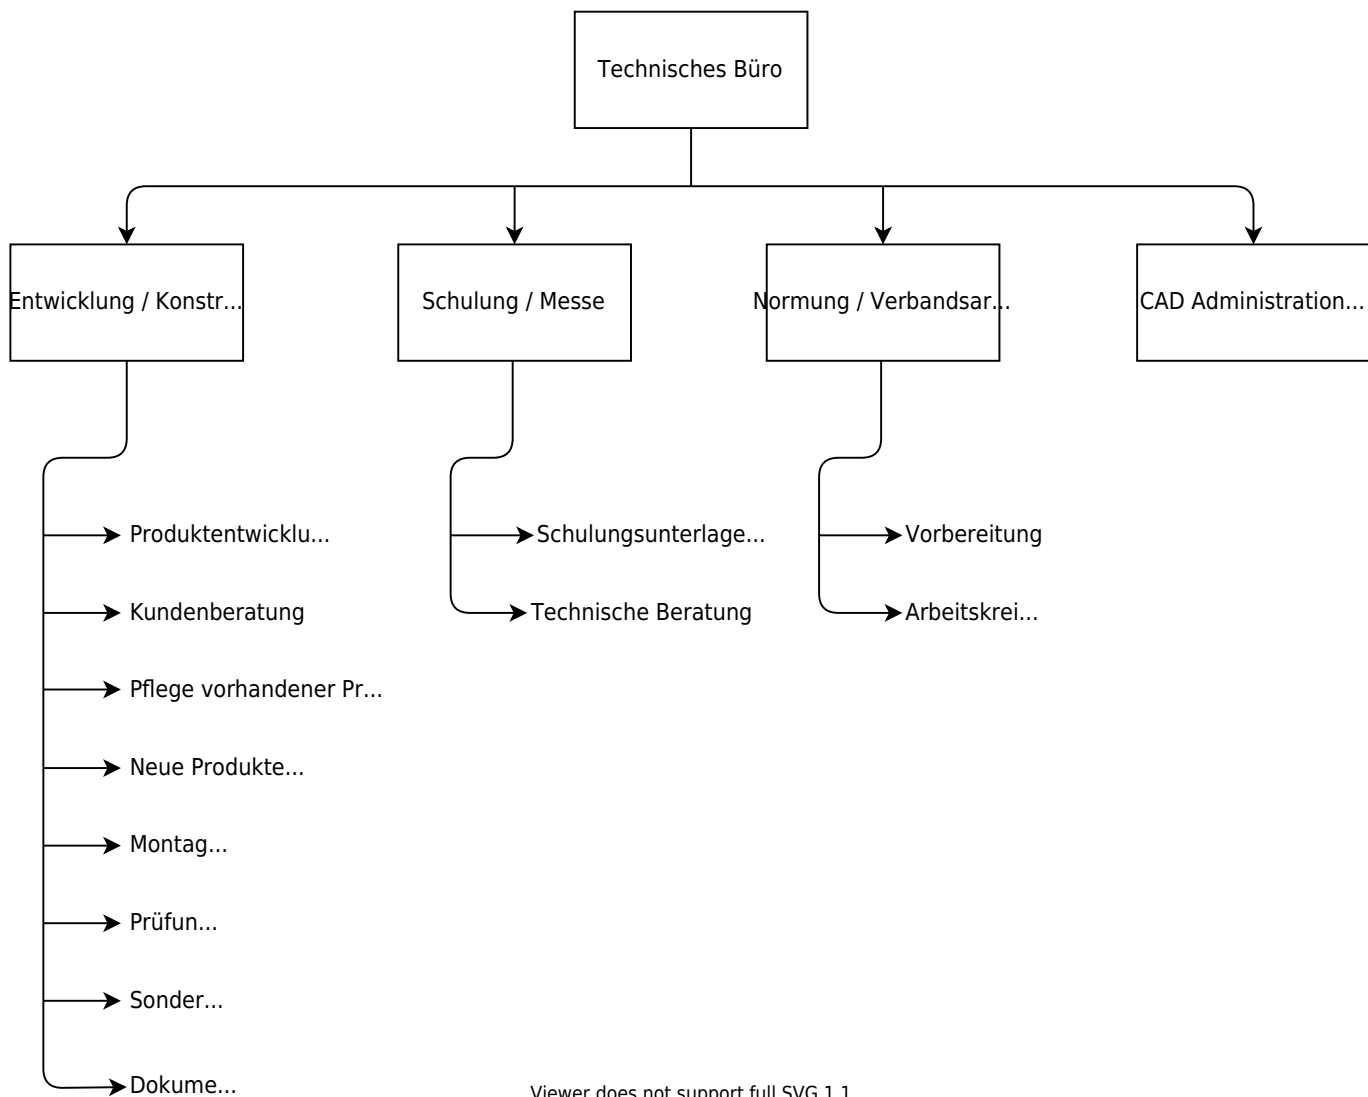 Technisches Büro
Entwicklung / Konstr...
Schulung / Messe
Normung / Verbandsar...
CAD Administration...
Produktentwicklu...
Kundenberatung
Pflege vorhandener Pr...
Neue Produkte...
Montag...
Prüfun...
Sonder...
Dokume...
Schulungsunterlage...
Technische Beratung
Vorbereitung
Arbeitskrei...
Viewer does not support full SVG 1.1